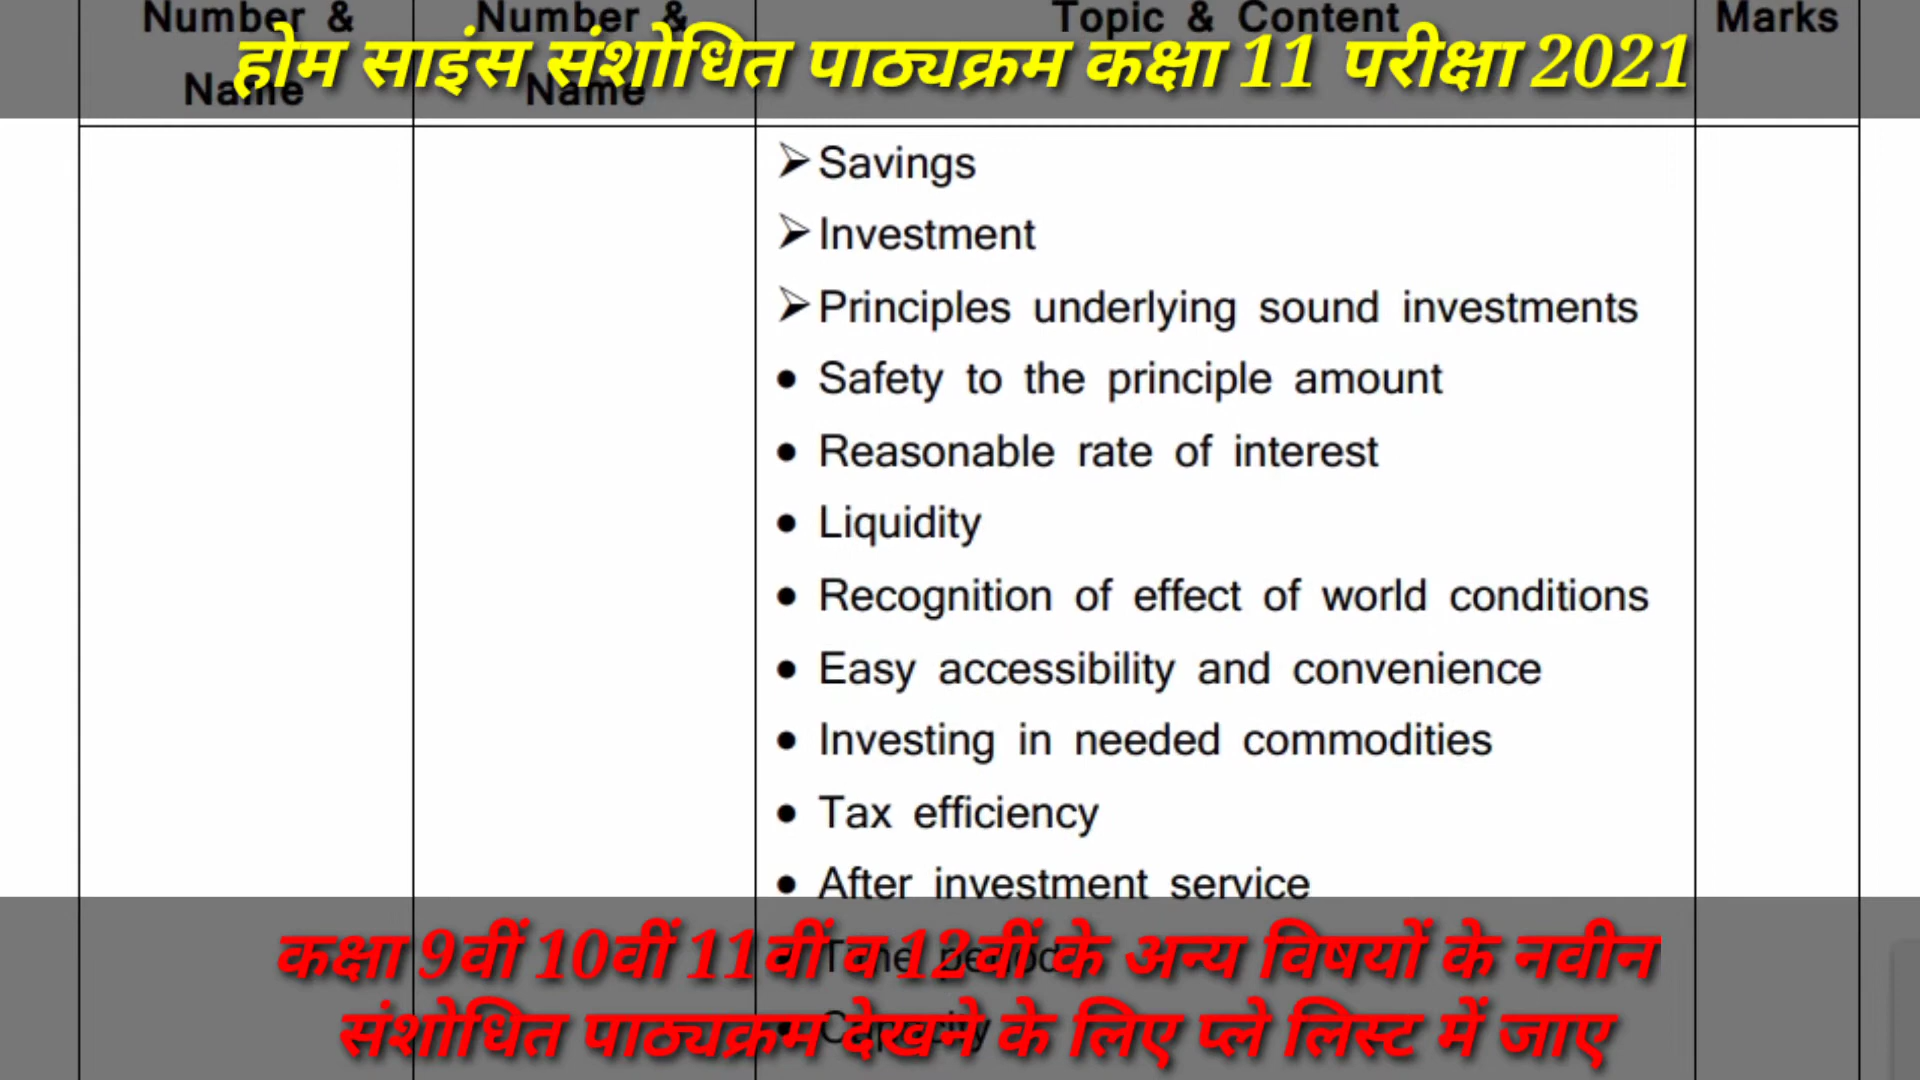 Number & Number & Topic & Content Marks
Name Name
होम साइंस संशोधित पाठ्यक्रम कक्षा 11 परीक्षा 2021
➢ Savings
➢ Investment
➢ Principles underlying sound investments
• Safety to the principle amount
• Reasonable rate of interest
• Liquidity
• Recognition of effect of world conditions
• Easy accessibility and convenience
• Investing in needed commodities
• Tax efficiency
• After investment service
• Time period
कक्षा 9वीं 10वीं 11वीं व 12वीं के अन्य विषयों के नवीन
• Capacity
संशोधित पाठ्यक्रम देखने के लिए प्ले लिस्ट में जाए